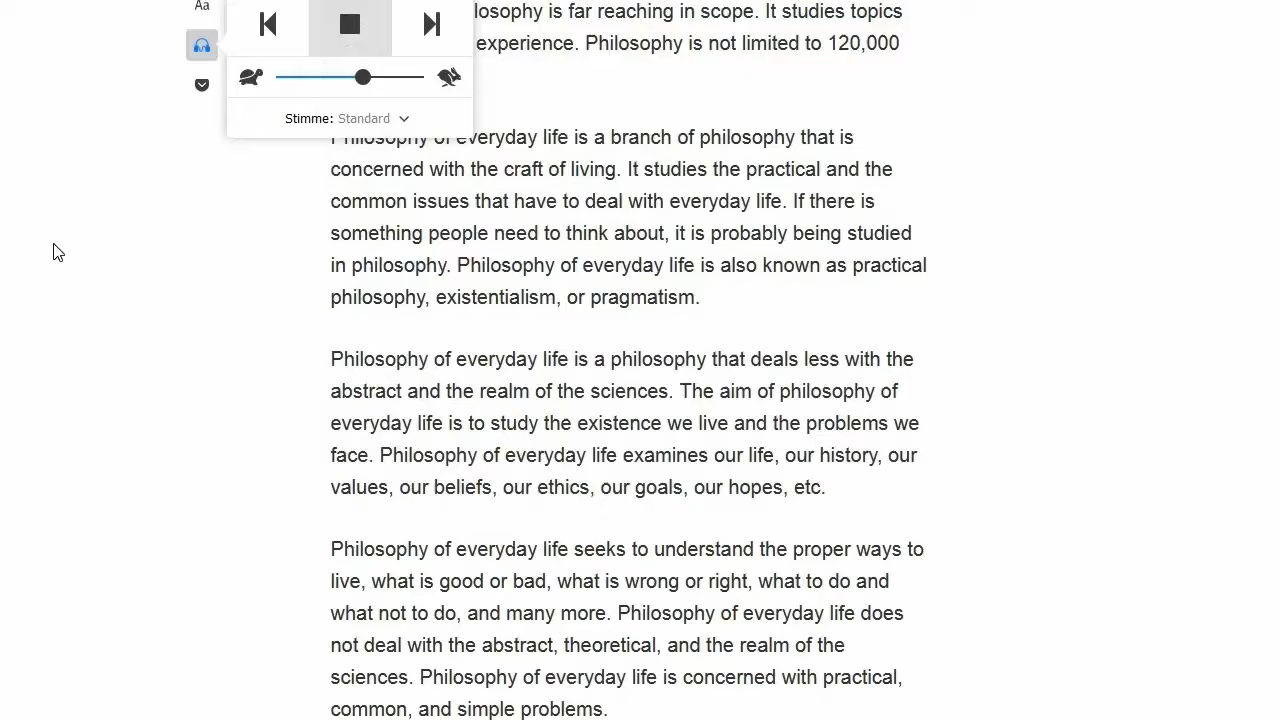 Aa
losophy is far reaching in scope. It studies topics
experience. Philosophy is not limited to 120,000
Stimme: Standard
Philosophy of everyday life is a branch of philosophy that is
concerned with the craft of living. It studies the practical and the
common issues that have to deal with everyday life. If there is
something people need to think about, it is probably being studied
in philosophy. Philosophy of everyday life is also known as practical
philosophy, existentialism, or pragmatism.
Philosophy of everyday life is a philosophy that deals less with the
abstract and the realm of the sciences. The aim of philosophy of
everyday life is to study the existence we live and the problems we
face. Philosophy of everyday life examines our life, our history, our
values, our beliefs, our ethics, our goals, our hopes, etc.
Philosophy of everyday life seeks to understand the proper ways to
live, what is good or bad, what is wrong or right, what to do and
what not to do, and many more. Philosophy of everyday life does
not deal with the abstract, theoretical, and the realm of the
sciences. Philosophy of everyday life is concerned with practical,
common, and simple problems.